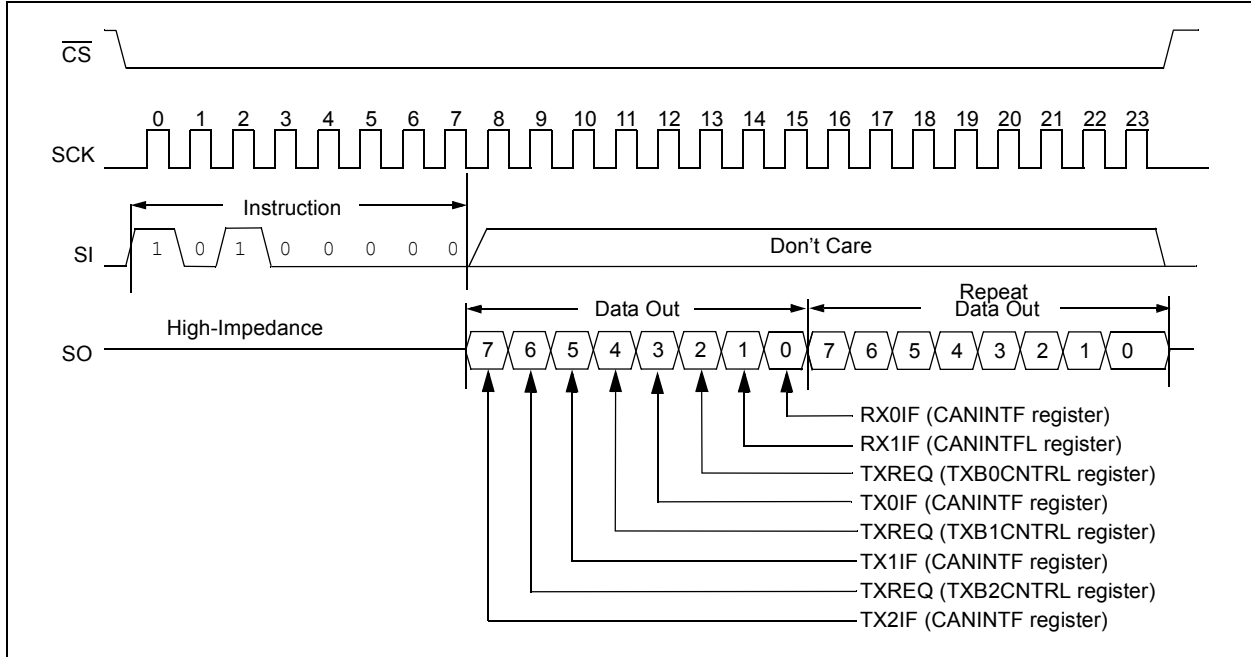 CS
0 1 2 3 4 5 6 7 8 9 10 11 12 13 14 15 16 17 18 19 20 21 22 23
SCK
Instruction
SI
1 0 1 0 0 0 0 0
Don't Care
Repeat
Data Out
Data Out
High-Impedance
SO
7 6 5 4 3 2 1 0 7 6 5 4 3 2 1 0
RX0IF (CANINTF register)
RX1IF (CANINTFL register)
TXREQ (TXB0CNTRL register)
TX0IF (CANINTF register)
TXREQ (TXB1CNTRL register)
TX1IF (CANINTF register)
TXREQ (TXB2CNTRL register)
TX2IF (CANINTF register)